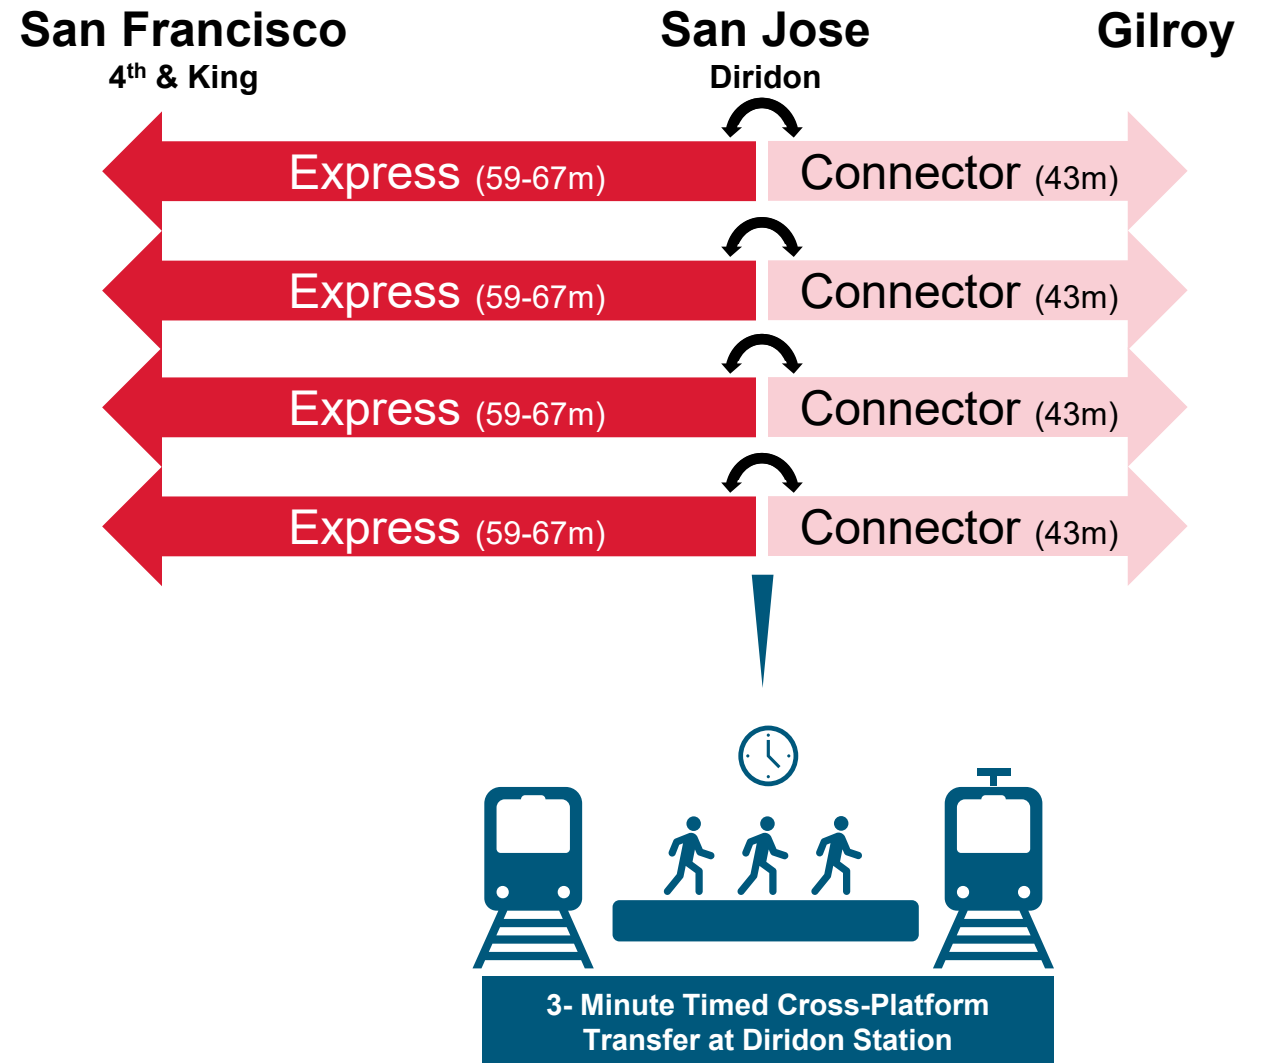 San Francisco
4th & King
San Jose
Diridon
Gilroy
Express (59-67m)
Connector (43m)
Express (59-67m)
Connector (43m)
Express (59-67m)
Connector (43m)
Express (59-67m)
Connector (43m)
3- Minute Timed Cross-Platform
Transfer at Diridon Station